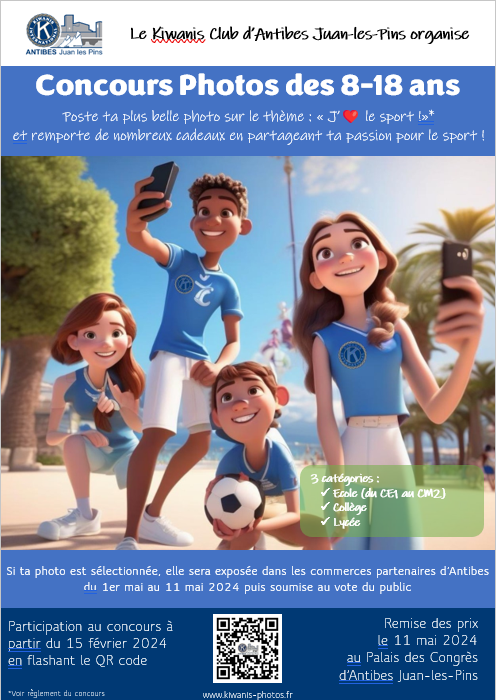 KIWANIS
INTERNATIONAL
ANTIBES Juan les Pins
Le Kiwanis Club d'Antibes Juan-les-Pins organise
Concours Photos des 8-18 ans
Poste ta plus belle photo sur le thème : « J'❤ le sport !»*
et remporte de nombreux cadeaux en partageant ta passion pour le sport !
3 catégories :
✓ Ecole (du CE1 au CM2)
✓ Collège
✓ Lycée
Si ta photo est sélectionnée, elle sera exposée dans les commerces partenaires d'Antibes
du 1er mai au 11 mai 2024 puis soumise au vote du public
Participation au concours à
partir du 15 février 2024
en flashant le QR code
*Voir règlement du concours
www.kiwanis-photos.fr
Remise des prix
le 11 mai 2024
au Palais des Congrès
d'Antibes Juan-les-Pins